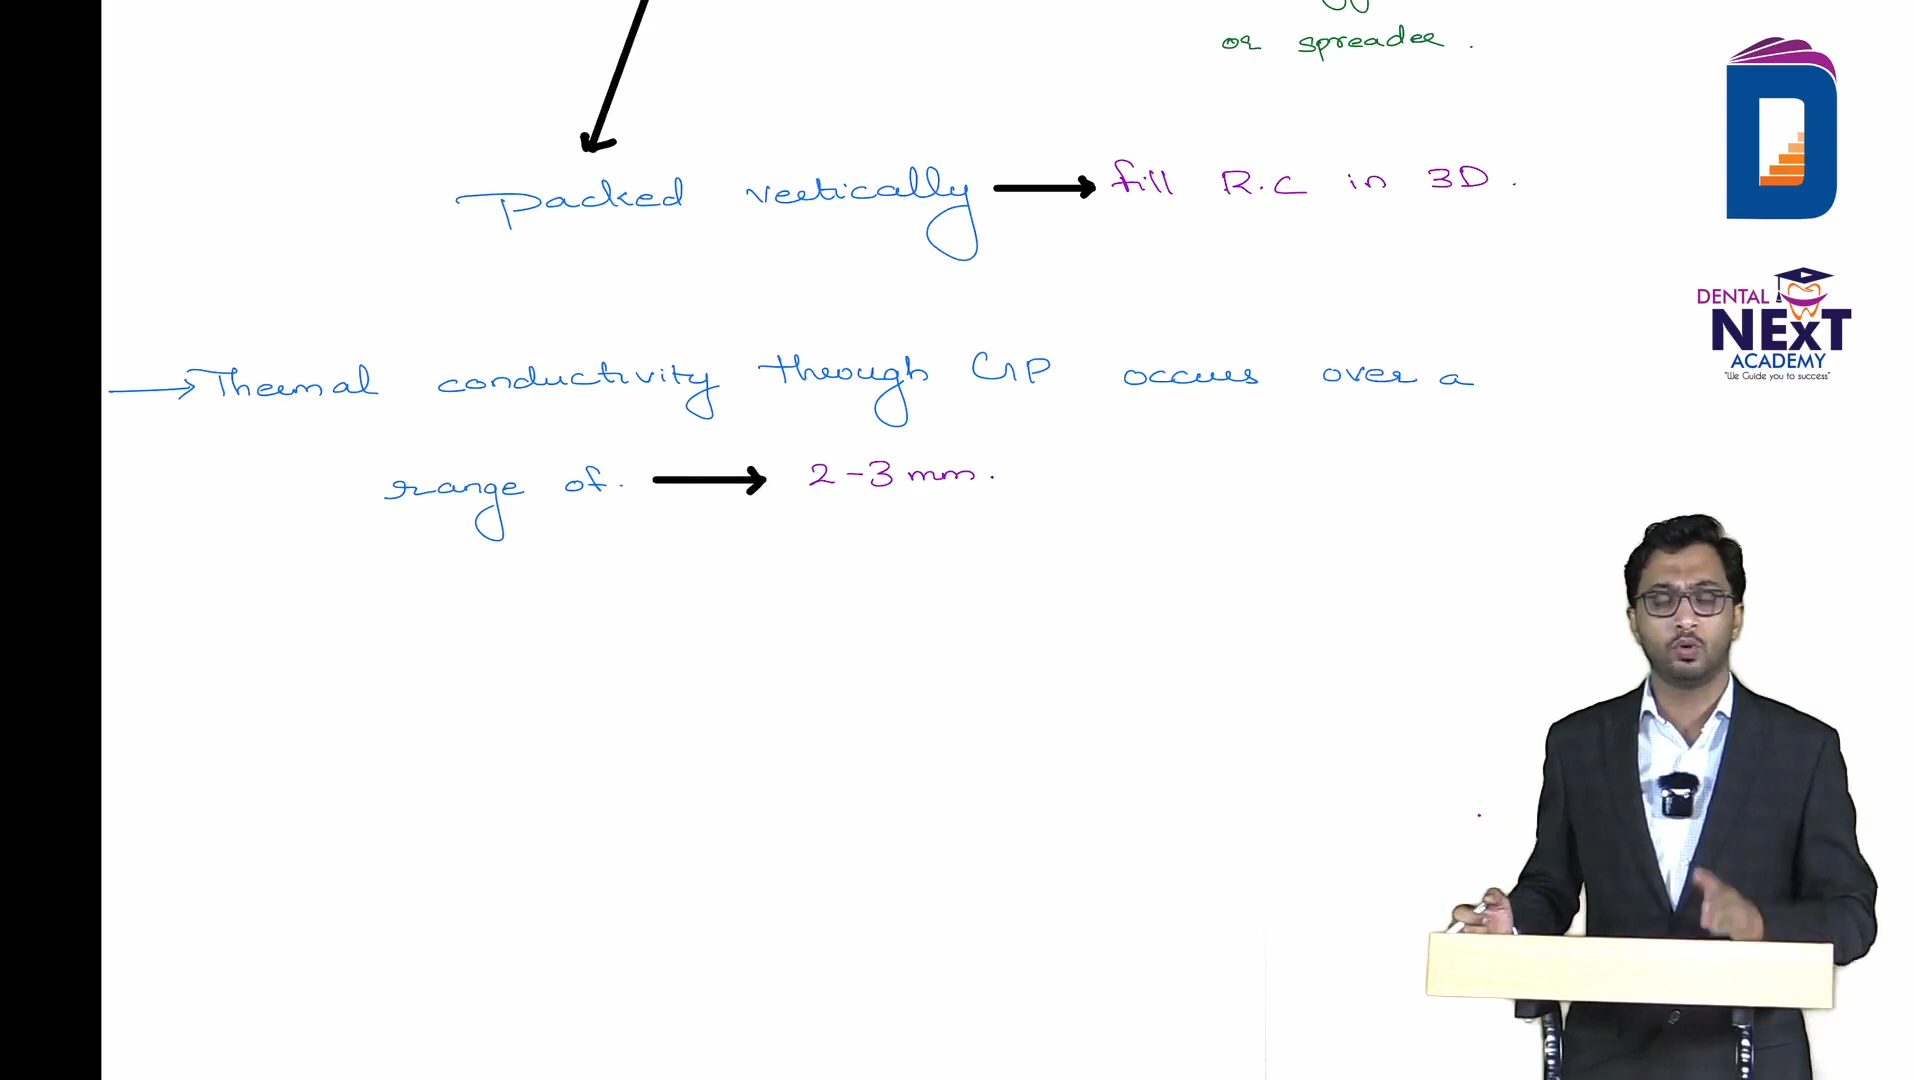 or spreader.
Packed vertically → fill R.C in 3D.
→ Thermal conductivity through GP occurs over a
range of. → 2-3 mm.
DENTAL
NExT
ACADEMY
"We Guide you to success"